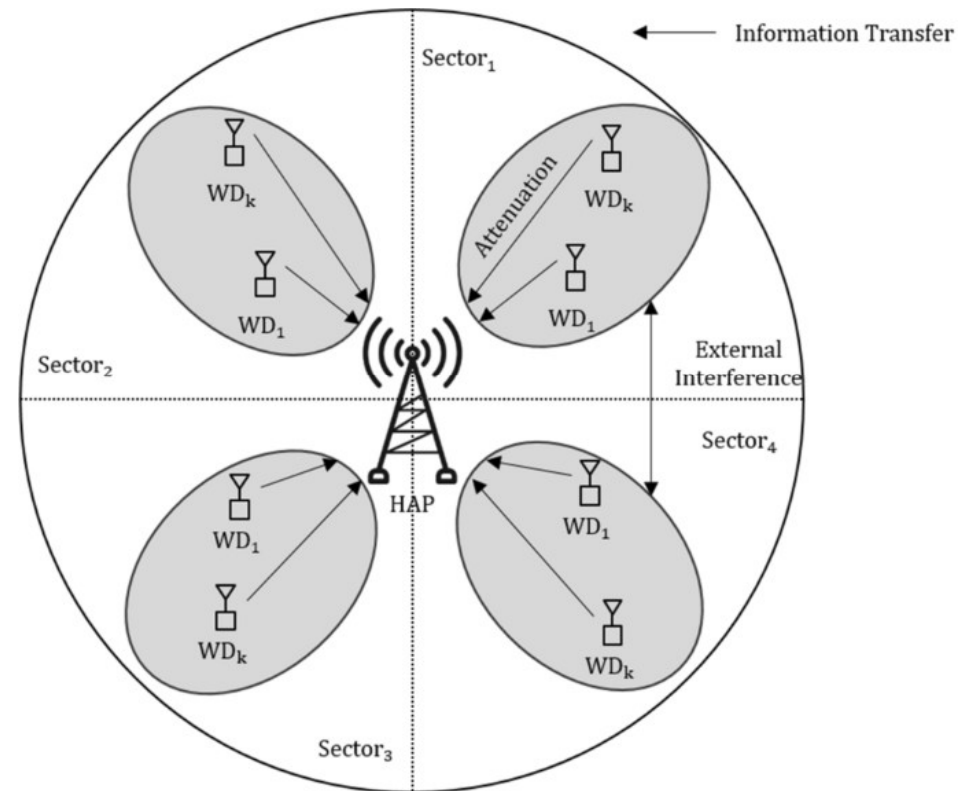 Information Transfer
Sector₁
WDₖ
WDₖ
Attenuation
WD₁
WD₁
Sector₂
External
Interference
Sector₄
HAP
WD₁
WD₁
WDₖ
WDₖ
Sector₃